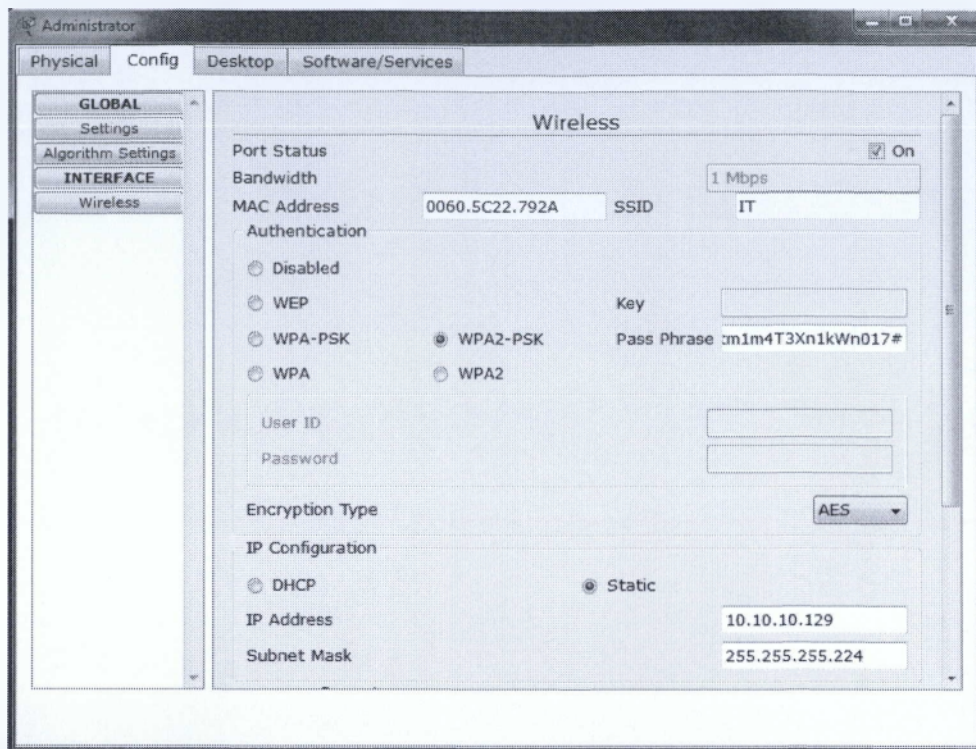 Administrator
Physical Config Desktop Software/Services
GLOBAL
Settings
Algorithm Settings
INTERFACE
Wireless
Wireless
Port Status On
Bandwidth 1 Mbps
MAC Address 0060.5C22.792A SSID IT
Authentication
Disabled
WEP Key
WPA-PSK WPA2-PSK Pass Phrase :m1m4T3Xn1kWn017#
WPA WPA2
User ID
Password
Encryption Type AES
IP Configuration
DHCP Static
IP Address 10.10.10.129
Subnet Mask 255.255.255.224